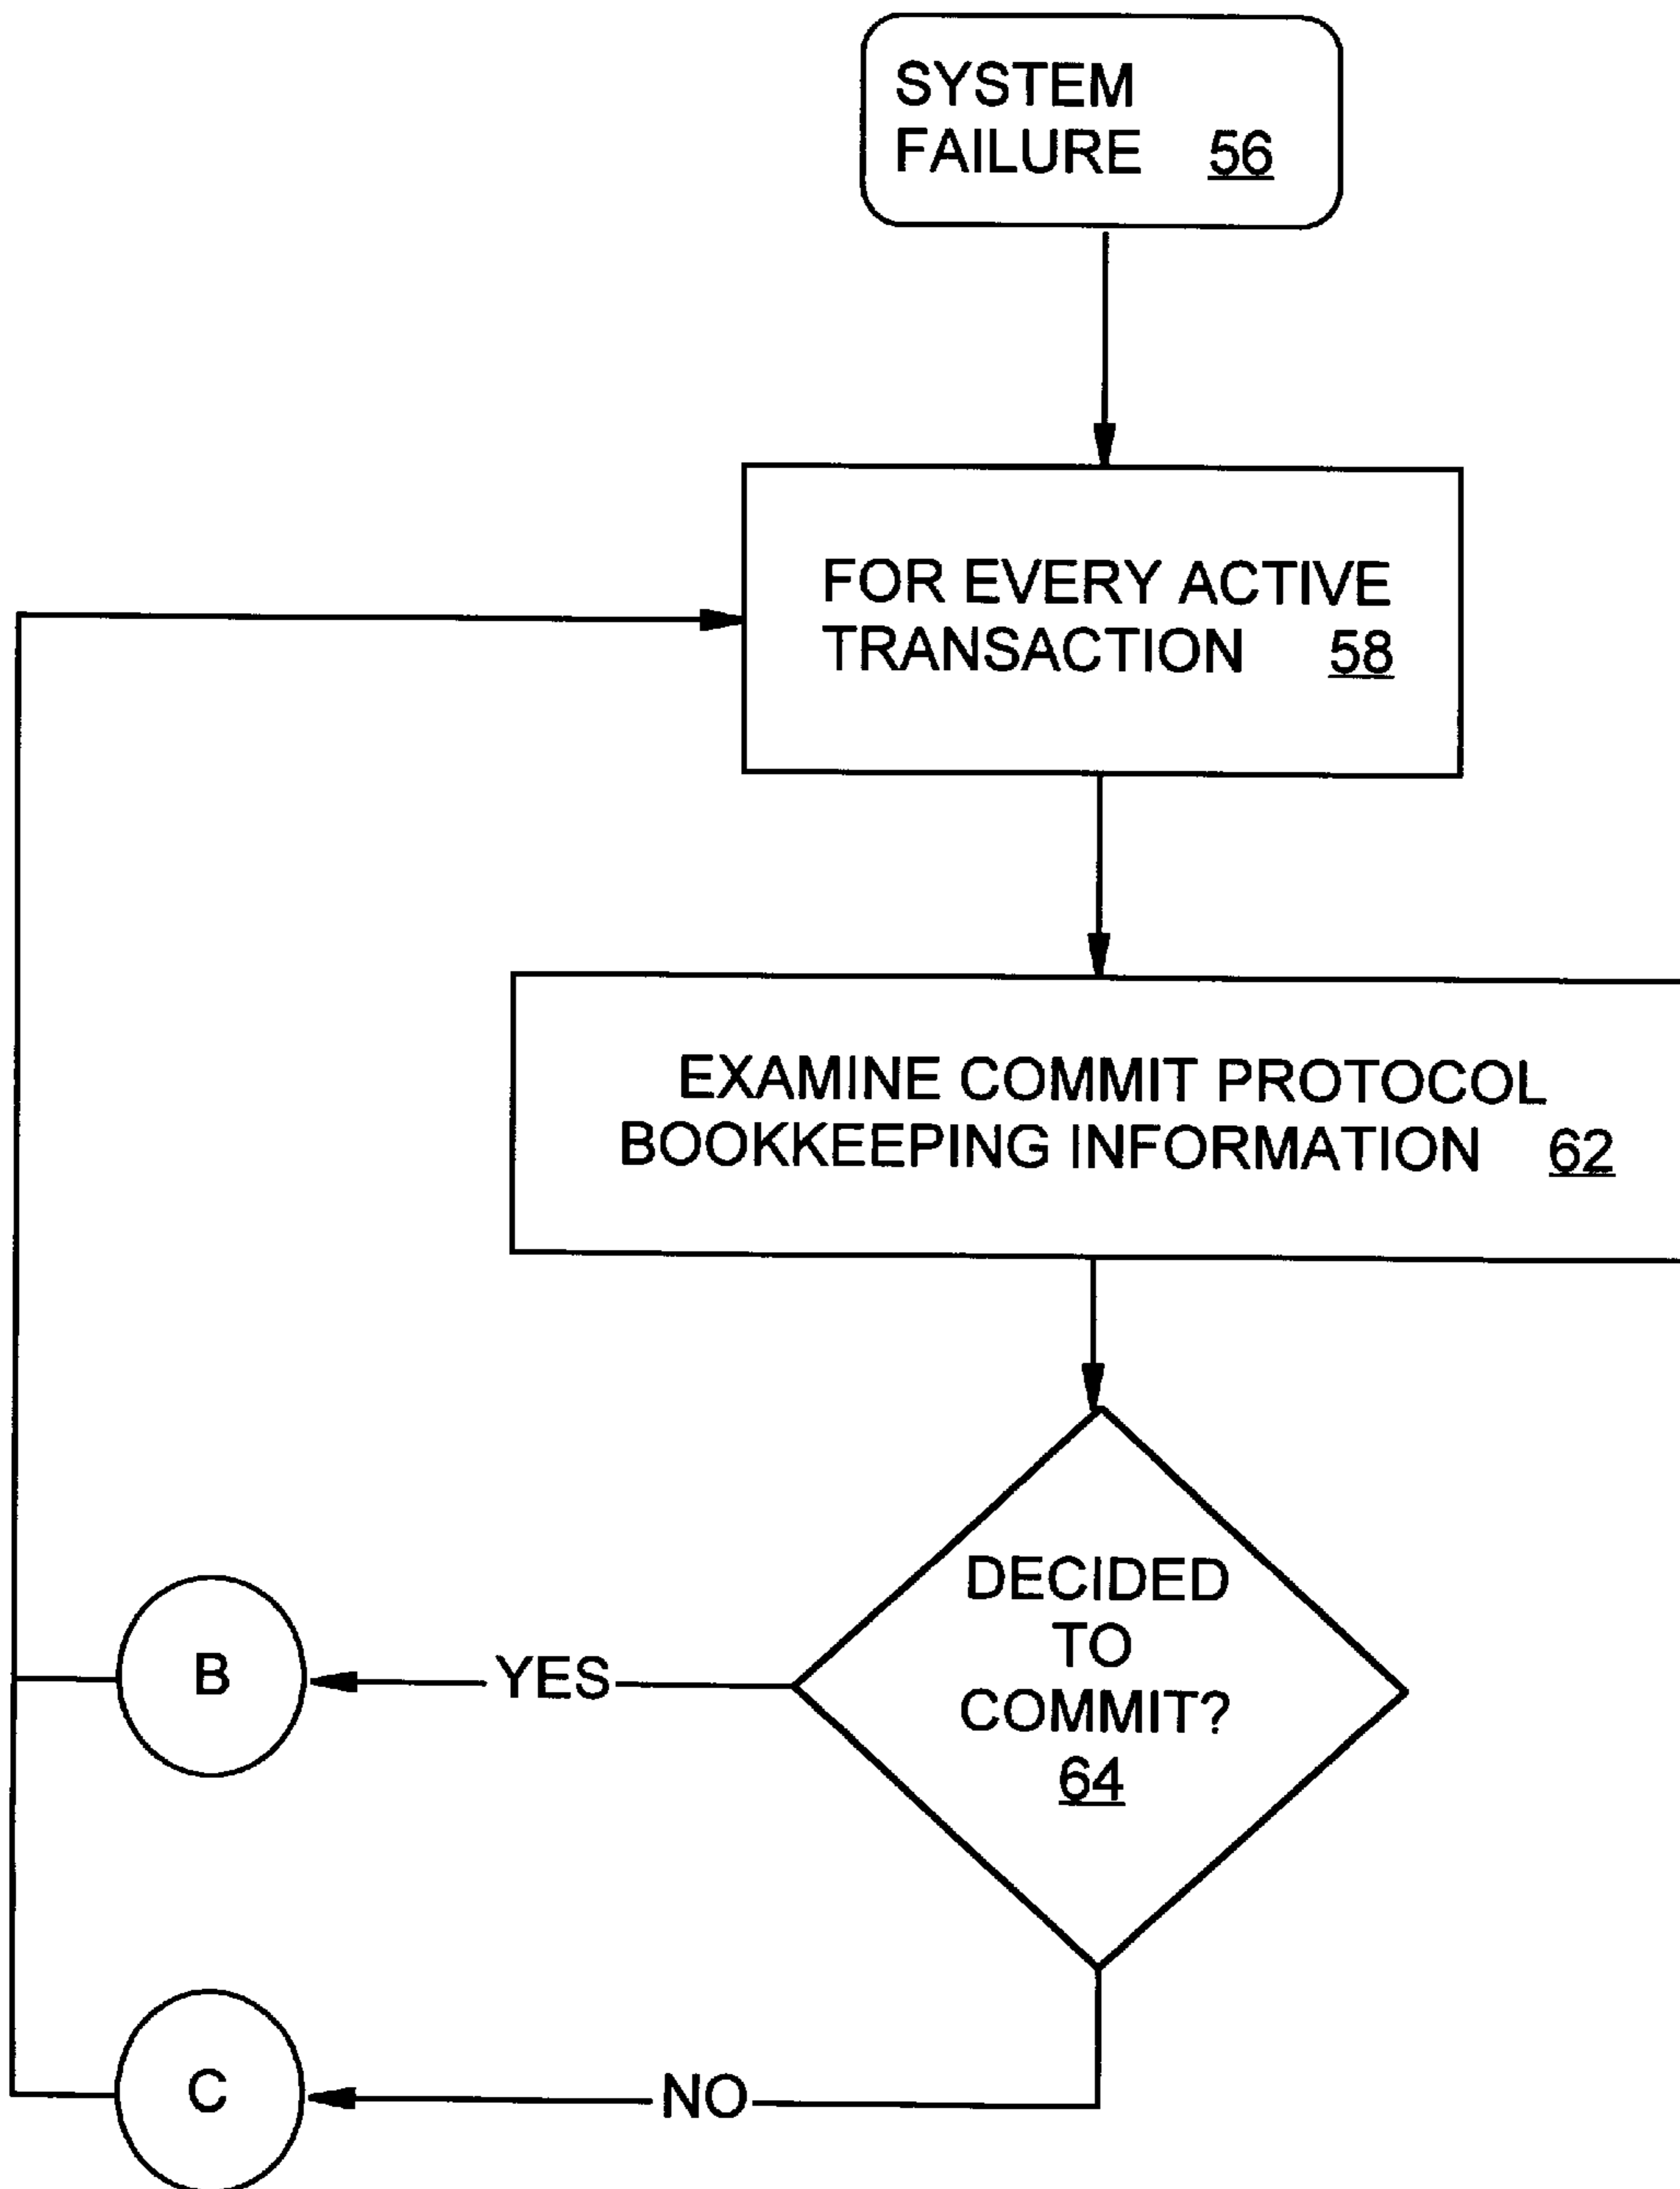 SYSTEM
FAILURE 56
FOR EVERY ACTIVE
TRANSACTION 58
EXAMINE COMMIT PROTOCOL
BOOKKEEPING INFORMATION 62
DECIDED
TO
COMMIT?
64
B
YES
C
NO